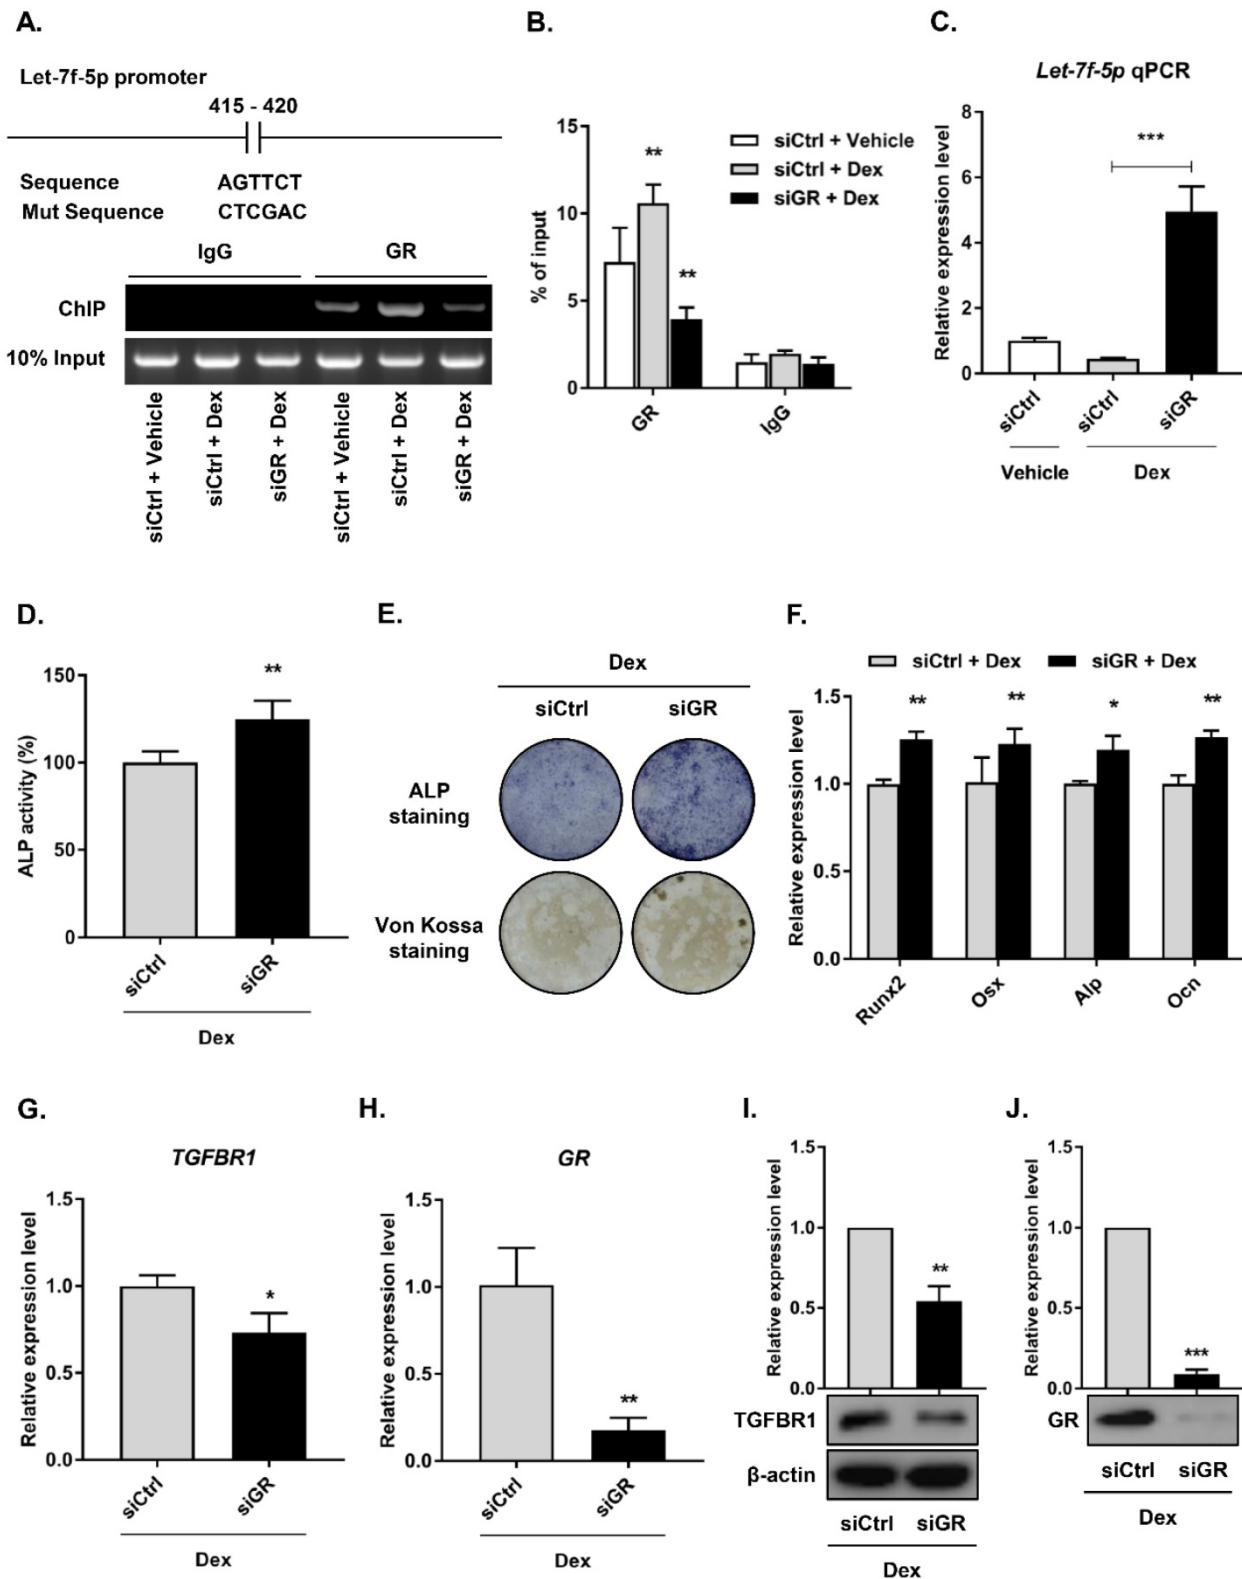 A.
Let-7f-5p promoter
415 - 420
Sequence AGTTCT
Mut Sequence CTCGAC
IgG GR
ChIP
10% Input
siCtrl + Vehicle
siCtrl + Dex
siGR + Dex
siCtrl + Vehicle
siCtrl + Dex
siGR + Dex
B.
% of input
15
10
5
0
** **
siCtrl + Vehicle
siCtrl + Dex
siGR + Dex
GR IgG
C.
Let-7f-5p qPCR
Relative expression level
8
6
4
2
0
***
siCtrl siCtrl siGR
Vehicle Dex
D.
ALP activity (%)
150
100
50
0
**
siCtrl siGR
Dex
E.
Dex
siCtrl siGR
ALP
staining
Von Kossa
staining
F.
siCtrl + Dex siGR + Dex
Relative expression level
1.5
1.0
0.5
0.0
** ** * **
Runx2 Osx Alp Ocn
G.
TGFBR1
Relative expression level
1.5
1.0
0.5
0.0
*
siCtrl siGR
Dex
H.
GR
Relative expression level
1.5
1.0
0.5
0.0
**
siCtrl siGR
Dex
I.
Relative expression level
1.5
1.0
0.5
0.0
**
TGFBR1
β-actin
siCtrl siGR
Dex
J.
Relative expression level
1.5
1.0
0.5
0.0
***
GR
siCtrl siGR
Dex